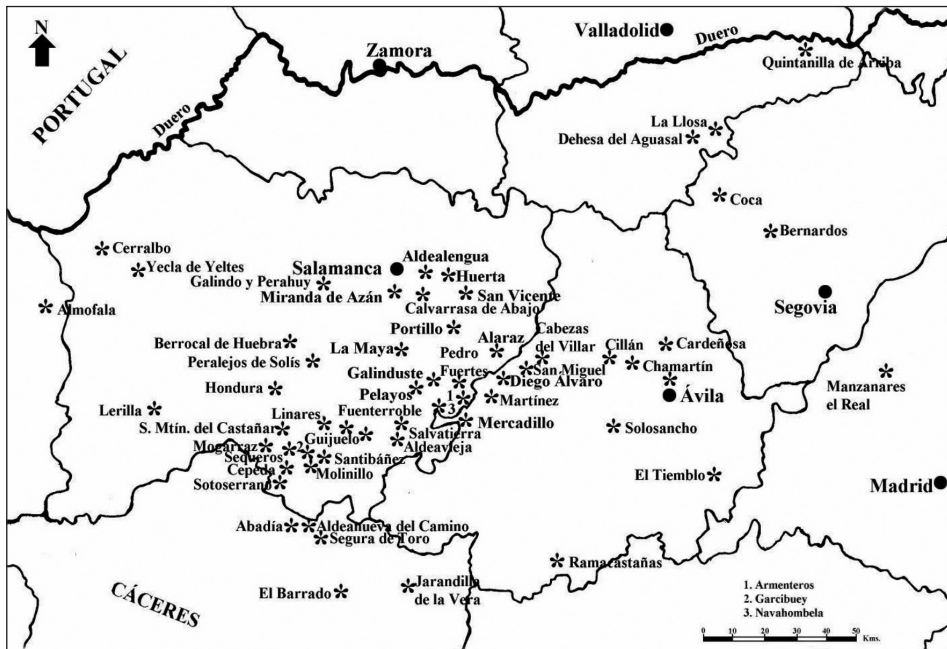 N
Valladolid
Duero
Zamora
Quintanilla de Arriba
PORTUGAL
Duero
La Llosa
Dehesa del Aguasal
Coca
Bernardos
Cerralbo
Aldealengua
Yecla de Yeltes
Salamanca
Huerta
Galindo y Perahuy
Miranda de Azán
San Vicente
Calvarrasa de Abajo
Segovia
Almofala
Portillo
Berrocal de Huebra
La Maya
Alaraz
Cabezas
del Villar
Cillán
Cardeñosa
Peralejos de Solís
Pedro
Fuertes
San Miguel
Chamartín
Galinduste
Diego Álvaro
Manzanares
el Real
Hondura
Pelayos
1
Martínez
Ávila
Lerilla
Linares
Fuenterroble
3
Mercadillo
S. Mtín. del Castañar
Guijuelo
Salvatierra
Solosancho
Mogarraz
2
Aldeavieja
Sequeros
Santibáñez
Cepeda
Molinillo
El Tiemblo
Madrid
Sotoserrano
Abadía
Aldeanueva del Camino
Segura de Toro
Ramacastañas
CÁCERES
El Barrado
Jarandilla
de la Vera
1. Armenteros
2. Garcibuey
3. Navahombela
0 10 20 30 40 50
Kms.